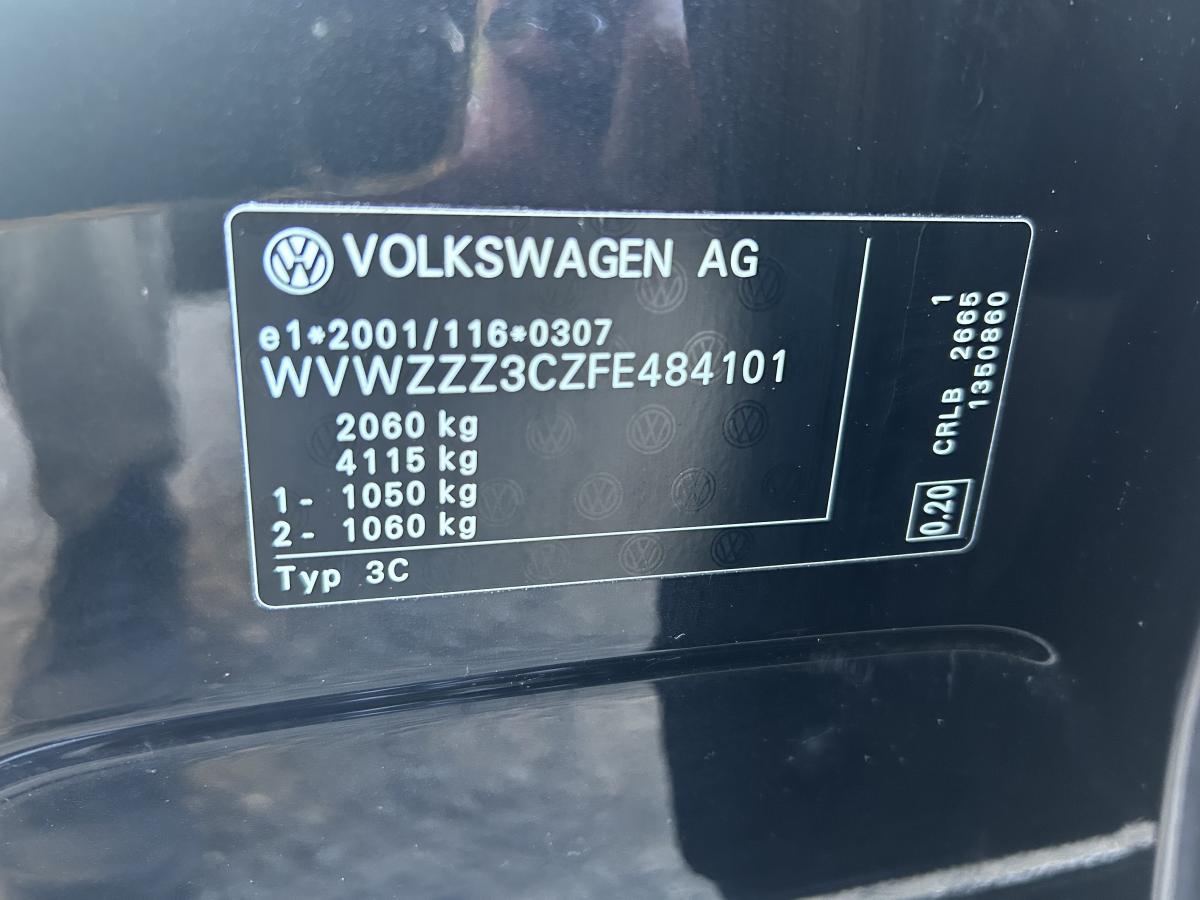 VOLKSWAGEN AG
e1*2001/116*0307
WVWZZZ3CZFE484101
2060 kg
4115 kg
1- 1050 kg
2- 1060 kg
Typ 3C
1
CRLB 2665
1350860
0.20